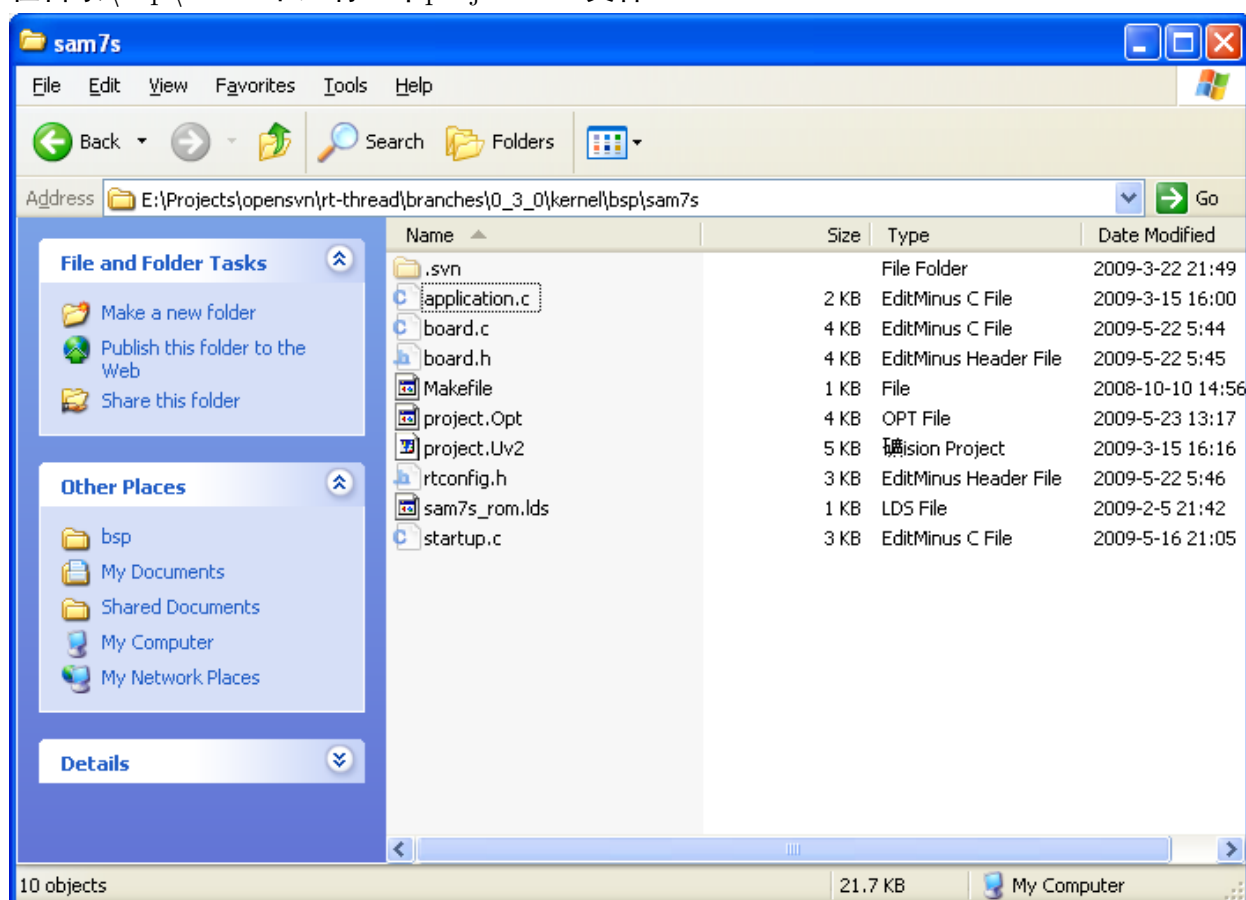 sam7s
File Edit View Favorites Tools Help
Back Search Folders
Address E:\Projects\opensvn\rt-thread\branches\0_3_0\kernel\bsp\sam7s Go
Name Size Type Date Modified
File and Folder Tasks
Make a new folder
Publish this folder to the
Web
Share this folder
Other Places
bsp
My Documents
Shared Documents
My Computer
My Network Places
Details
.svn File Folder 2009-3-22 21:49
application.c 2 KB EditMinus C File 2009-3-15 16:00
board.c 4 KB EditMinus C File 2009-5-22 5:44
board.h 4 KB EditMinus Header File 2009-5-22 5:45
Makefile 1 KB File 2008-10-10 14:56
project.Opt 4 KB OPT File 2009-5-23 13:17
project.Uv2 5 KB 礦ision Project 2009-3-15 16:16
rtconfig.h 3 KB EditMinus Header File 2009-5-22 5:46
sam7s_rom.lds 1 KB LDS File 2009-2-5 21:42
startup.c 3 KB EditMinus C File 2009-5-16 21:05
10 objects 21.7 KB My Computer